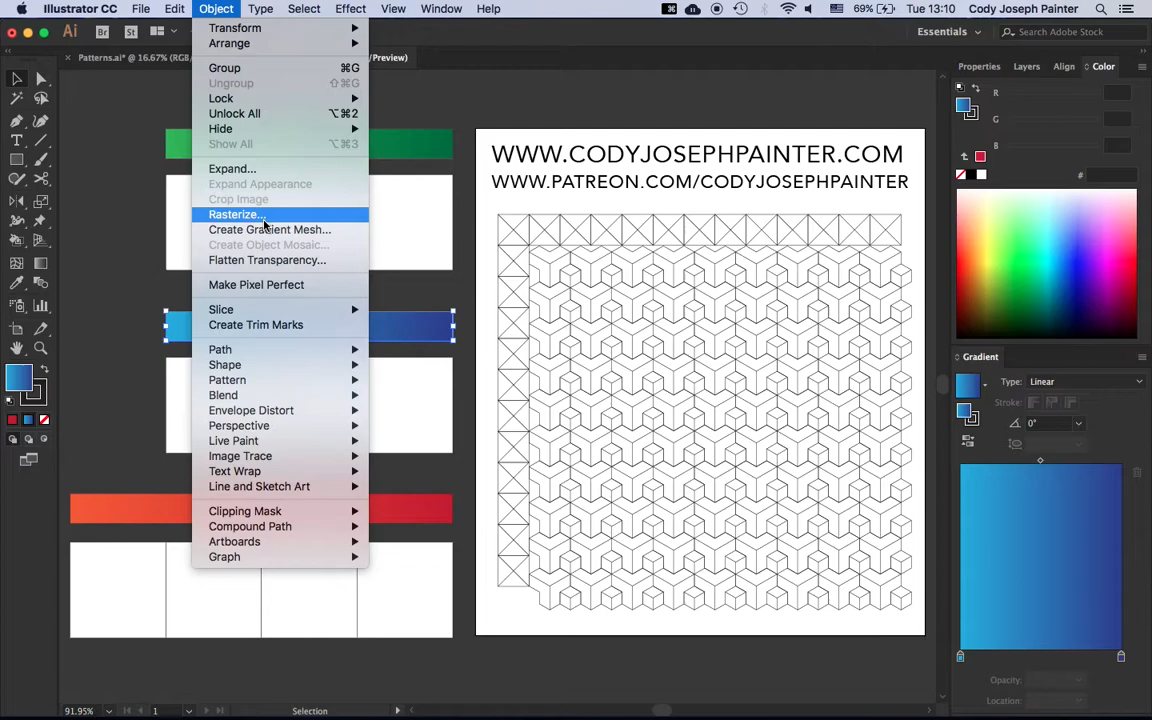 Illustrator CC File Edit Object Type Select Effect View Window Help 69% Tue 13:10 Cody Joseph Painter
Ai Br St Essentials Search Adobe Stock
× Patterns.ai* @ 16.67% (RGB/ /Preview)
Transform
Arrange
Group ⌘G
Ungroup ⇧⌘G
Lock
Unlock All ⌥⌘2
Hide
Show All ⌥⌘3
Expand...
Expand Appearance
Crop Image
Rasterize...
Create Gradient Mesh...
Create Object Mosaic...
Flatten Transparency...
Make Pixel Perfect
Slice
Create Trim Marks
Path
Shape
Pattern
Blend
Envelope Distort
Perspective
Live Paint
Image Trace
Text Wrap
Line and Sketch Art
Clipping Mask
Compound Path
Artboards
Graph
WWW.CODYJOSEPHPAINTER.COM
WWW.PATREON.COM/CODYJOSEPHPAINTER
Properties Layers Align Color
R
G
B
#
Gradient
Type: Linear
Stroke:
0°
Opacity:
Location:
91.95% 1 Selection